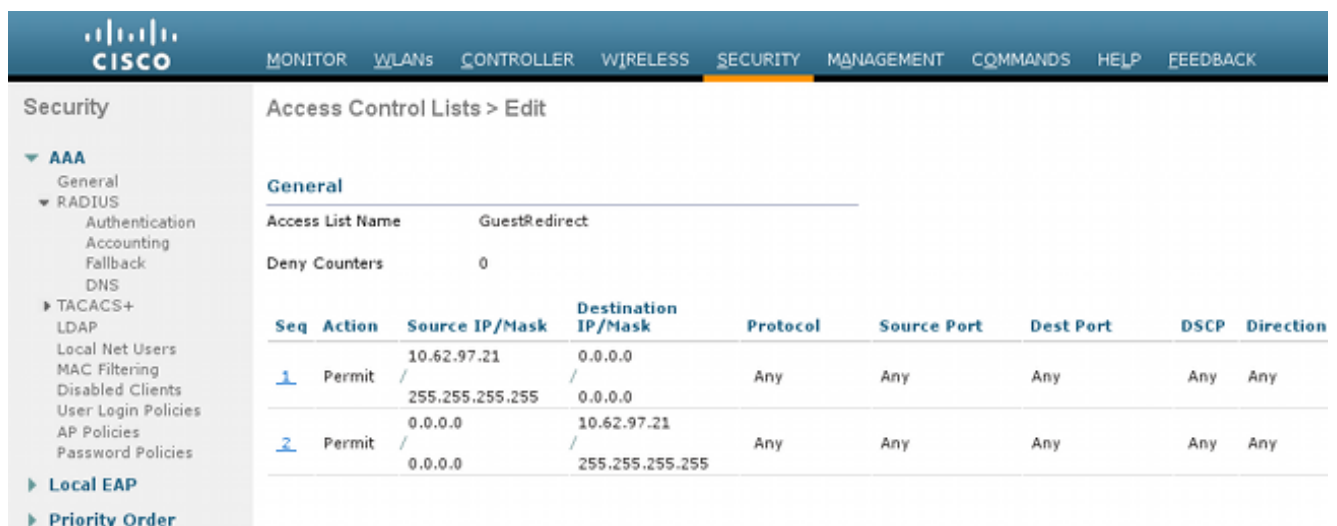 CISCO
MONITOR WLANs CONTROLLER WIRELESS SECURITY MANAGEMENT COMMANDS HELP FEEDBACK
Security
AAA
General
RADIUS
Authentication
Accounting
Fallback
DNS
TACACS+
LDAP
Local Net Users
MAC Filtering
Disabled Clients
User Login Policies
AP Policies
Password Policies
Local EAP
Priority Order
Access Control Lists > Edit
General
Access List Name GuestRedirect
Deny Counters 0
Seq Action Source IP/Mask Destination IP/Mask Protocol Source Port Dest Port DSCP Direction
1 Permit 10.62.97.21 / 255.255.255.255 0.0.0.0 / 0.0.0.0 Any Any Any Any Any
2 Permit 0.0.0.0 / 0.0.0.0 10.62.97.21 / 255.255.255.255 Any Any Any Any Any